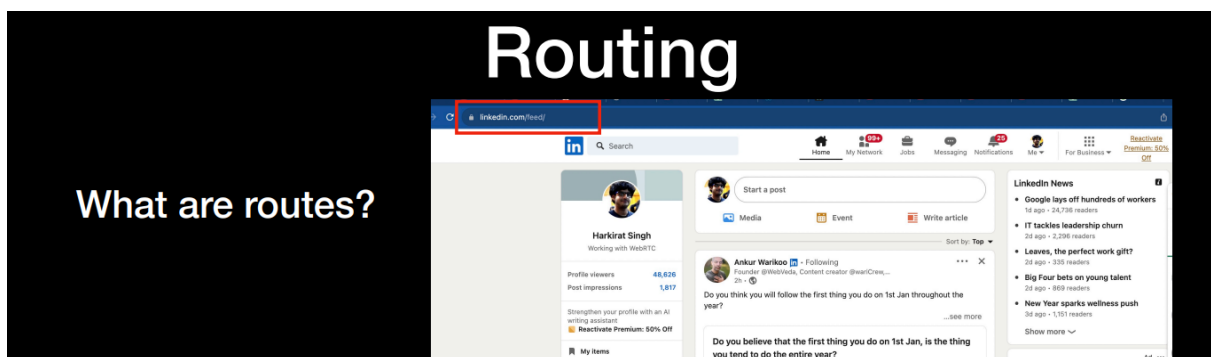 Routing
What are routes?
linkedin.com/feed/
in
Search
Home
99+
My Network
Jobs
Messaging
25
Notifications
Me
For Business
Reactivate
Premium: 50%
Off
Harkirat Singh
Working with WebRTC
Profile viewers 48,626
Post impressions 1,817
Strengthen your profile with an AI
writing assistant
Reactivate Premium: 50% Off
My items
Start a post
Media Event Write article
Sort by: Top
Ankur Warikoo in • Following
Founder @WebVeda, Content creator @wariCrew,...
2h •
Do you think you will follow the first thing you do on 1st Jan throughout the
year?
...see more
Do you believe that the first thing you do on 1st Jan, is the thing
you tend to do the entire year?
LinkedIn News
• Google lays off hundreds of workers
1d ago • 24,736 readers
• IT tackles leadership churn
2d ago • 2,296 readers
• Leaves, the perfect work gift?
2d ago • 335 readers
• Big Four bets on young talent
2d ago • 869 readers
• New Year sparks wellness push
3d ago • 1,151 readers
Show more